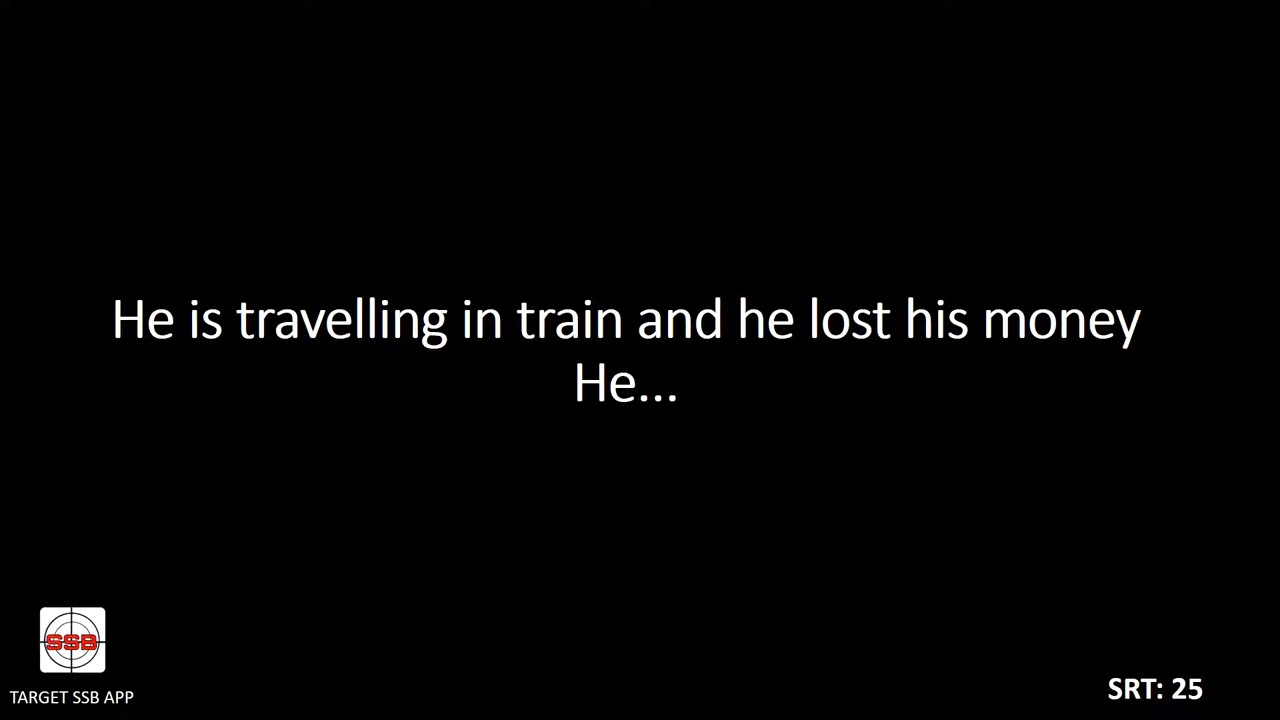 He is travelling in train and he lost his money
He...
SSB
TARGET SSB APP
SRT: 25